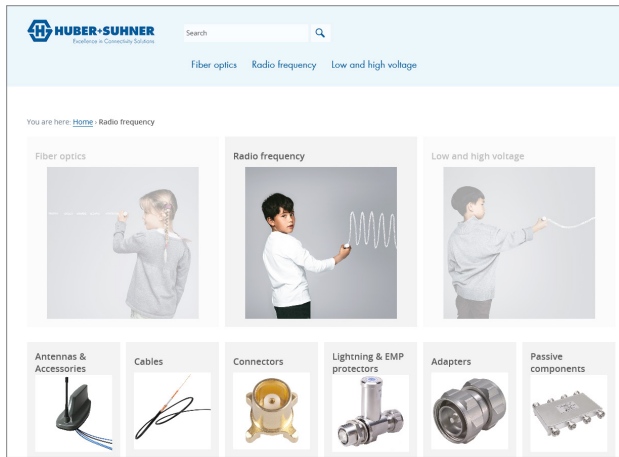 HUBER+SUHNER
Excellence in Connectivity Solutions
Search
Fiber optics Radio frequency Low and high voltage
You are here: Home › Radio frequency
Fiber optics
Radio frequency
Low and high voltage
Antennas &
Accessories
Cables
Connectors
Lightning & EMP
protectors
Adapters
Passive
components